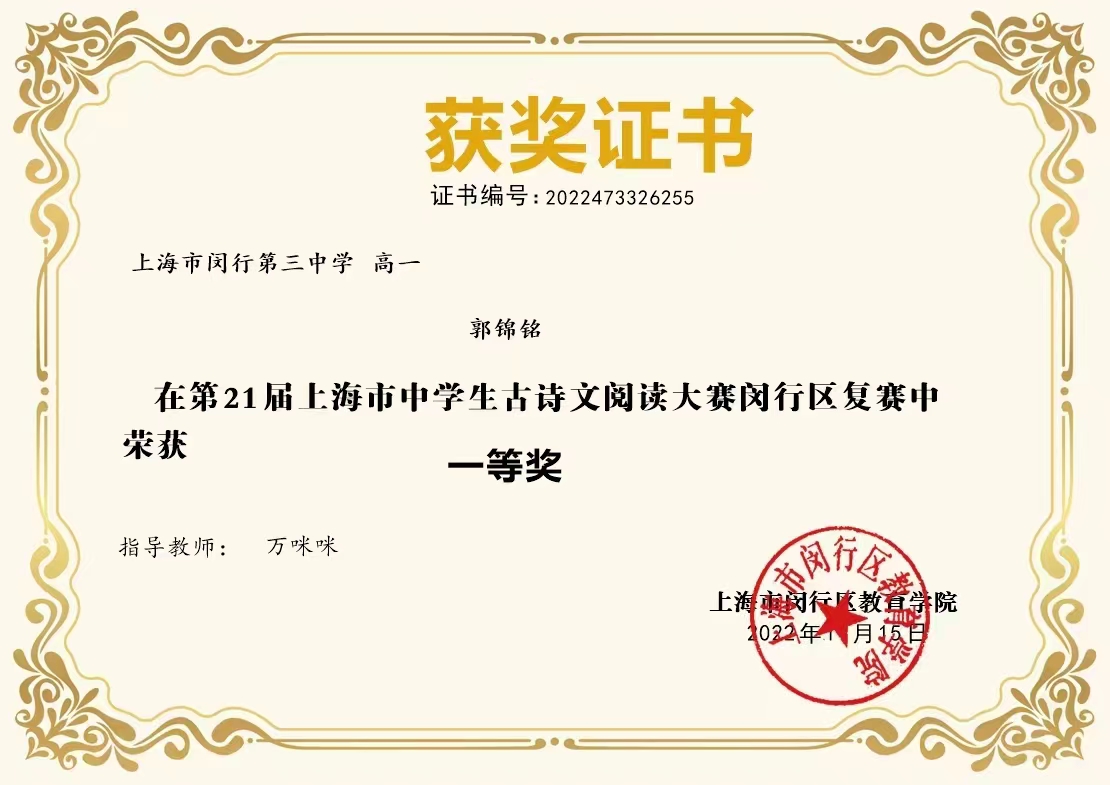 获奖证书
证书编号:2022473326255
上海市闵行第三中学 高一
郭锦铭
在第21届上海市中学生古诗文阅读大赛闵行区复赛中
荣获
一等奖
指导教师: 万咪咪
上海市闵行区教育学院
2022年 月15日
上海市闵行区教育学院